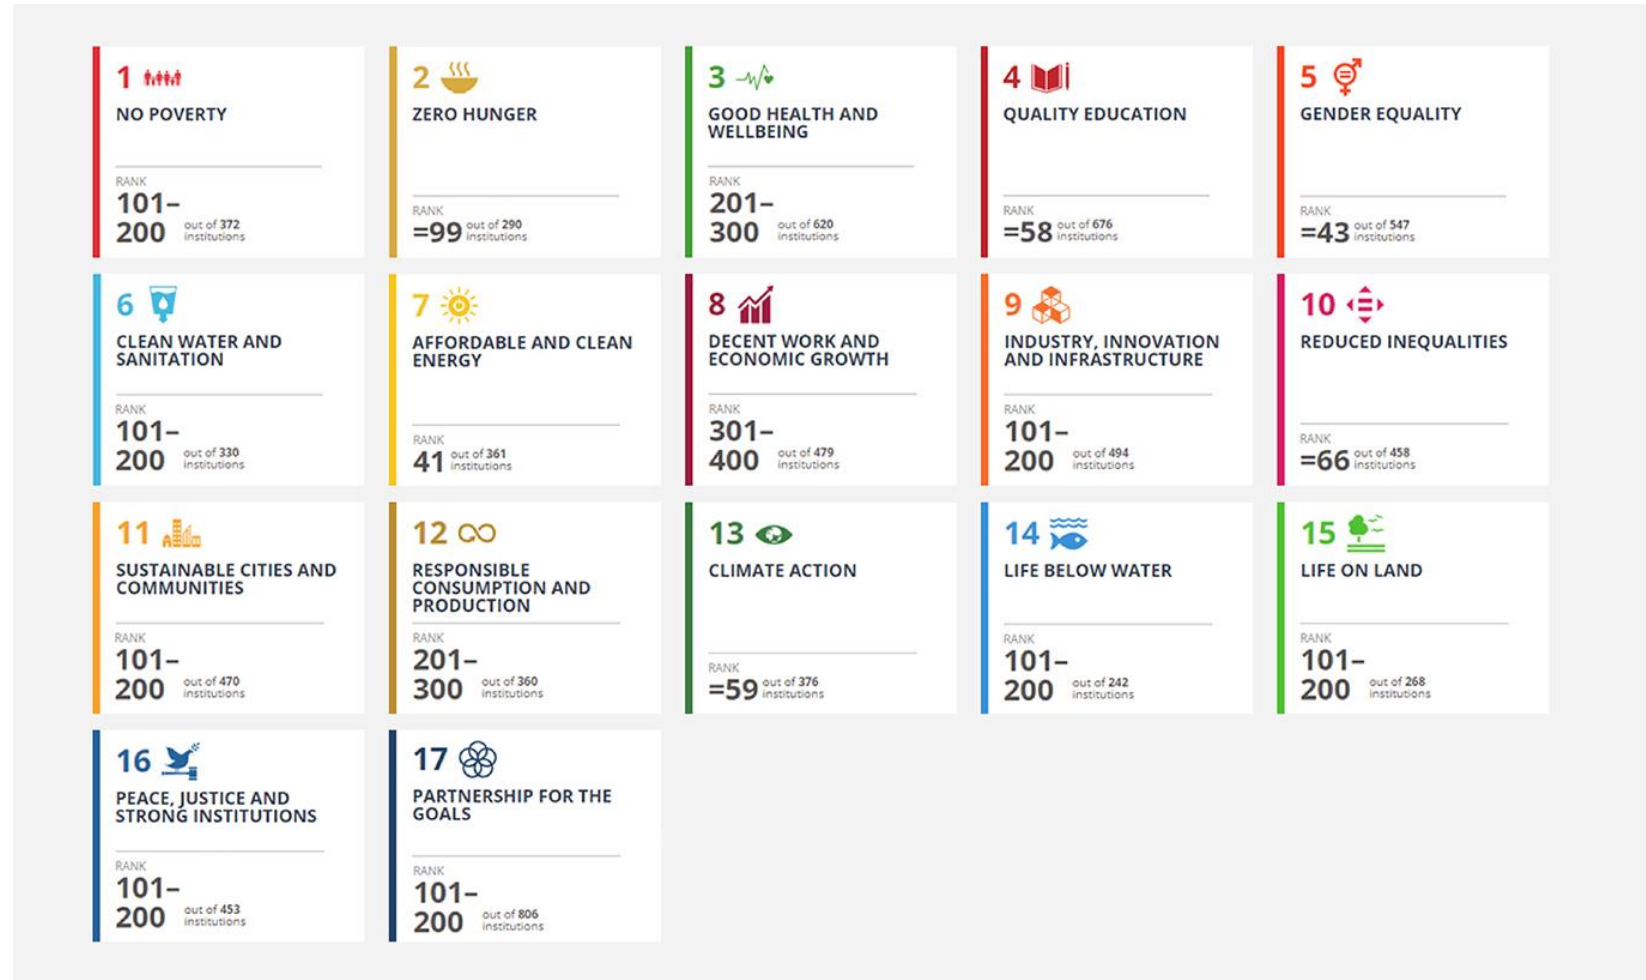 1
NO POVERTY
RANK
101–
200 out of 372
institutions
2
ZERO HUNGER
RANK
=99 out of 290
institutions
3
GOOD HEALTH AND
WELLBEING
RANK
201–
300 out of 620
institutions
4
QUALITY EDUCATION
RANK
=58 out of 676
institutions
5
GENDER EQUALITY
RANK
=43 out of 547
institutions
6
CLEAN WATER AND
SANITATION
RANK
101–
200 out of 330
institutions
7
AFFORDABLE AND CLEAN
ENERGY
RANK
41 out of 361
institutions
8
DECENT WORK AND
ECONOMIC GROWTH
RANK
301–
400 out of 479
institutions
9
INDUSTRY, INNOVATION
AND INFRASTRUCTURE
RANK
101–
200 out of 494
institutions
10
REDUCED INEQUALITIES
RANK
=66 out of 458
institutions
11
SUSTAINABLE CITIES AND
COMMUNITIES
RANK
101–
200 out of 470
institutions
12
RESPONSIBLE
CONSUMPTION AND
PRODUCTION
RANK
201–
300 out of 360
institutions
13
CLIMATE ACTION
RANK
=59 out of 376
institutions
14
LIFE BELOW WATER
RANK
101–
200 out of 242
institutions
15
LIFE ON LAND
RANK
101–
200 out of 268
institutions
16
PEACE, JUSTICE AND
STRONG INSTITUTIONS
RANK
101–
200 out of 453
institutions
17
PARTNERSHIP FOR THE
GOALS
RANK
101–
200 out of 806
institutions